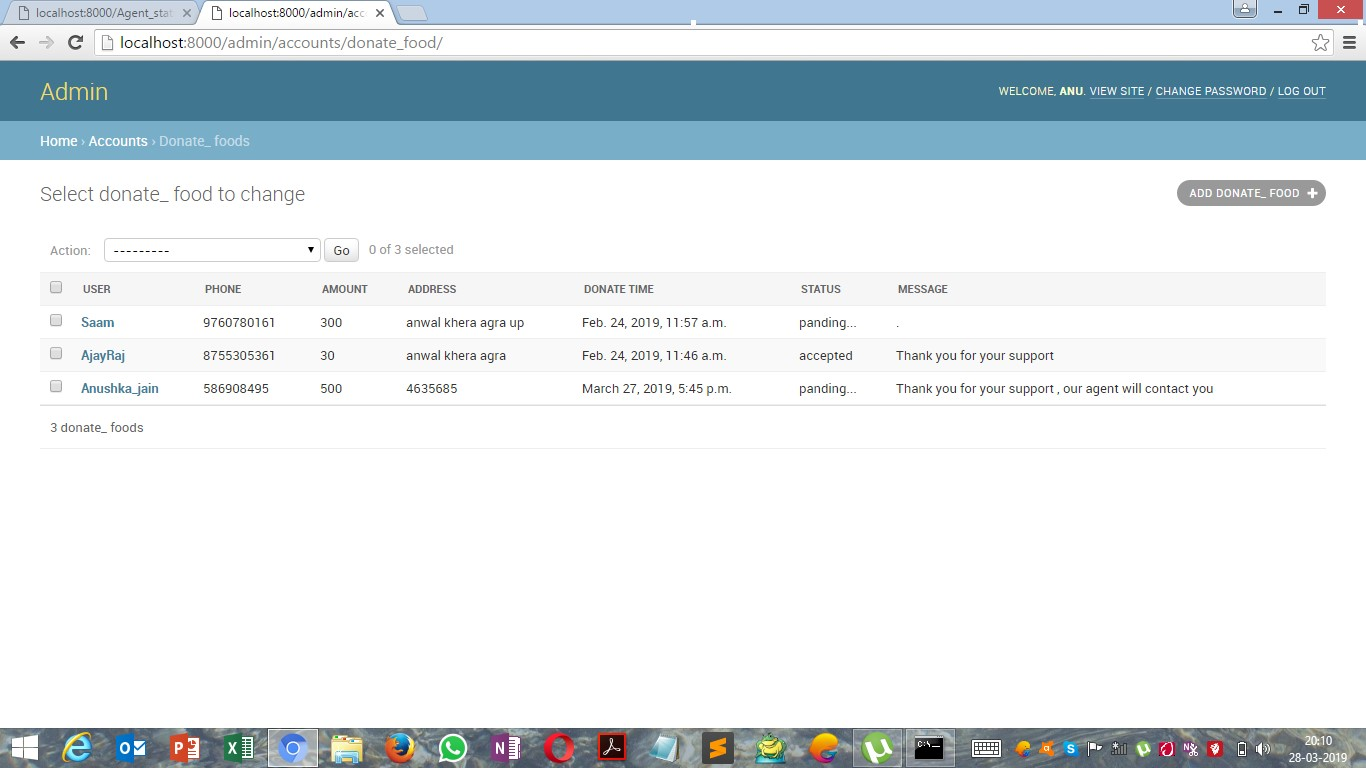 localhost:8000/Agent_stat
localhost:8000/admin/acc
localhost:8000/admin/accounts/donate_food/
Admin
WELCOME, ANU. VIEW SITE / CHANGE PASSWORD / LOG OUT
Home › Accounts › Donate_ foods
Select donate_ food to change
ADD DONATE_ FOOD +
Action: --------- Go 0 of 3 selected
USER PHONE AMOUNT ADDRESS DONATE TIME STATUS MESSAGE
Saam 9760780161 300 anwal khera agra up Feb. 24, 2019, 11:57 a.m. panding... .
AjayRaj 8755305361 30 anwal khera agra Feb. 24, 2019, 11:46 a.m. accepted Thank you for your support
Anushka_jain 586908495 500 4635685 March 27, 2019, 5:45 p.m. panding... Thank you for your support , our agent will contact you
3 donate_ foods
20:10
28-03-2019